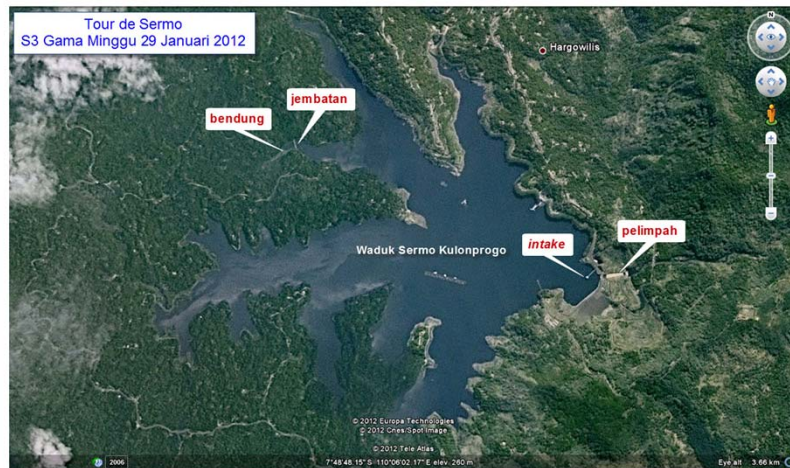 Tour de Sermo
S3 Gama Minggu 29 Januari 2012
N
Hargowilis
jembatan
bendung
pelimpah
intake
Waduk Sermo Kulonprogo
© 2012 Europa Technologies
© 2012 Cnes/Spot Image
© 2012 Tele Atlas
2006
7°48'48.15" S 110°06'02.17" E elev 260 m
Eye alt 3.66 km